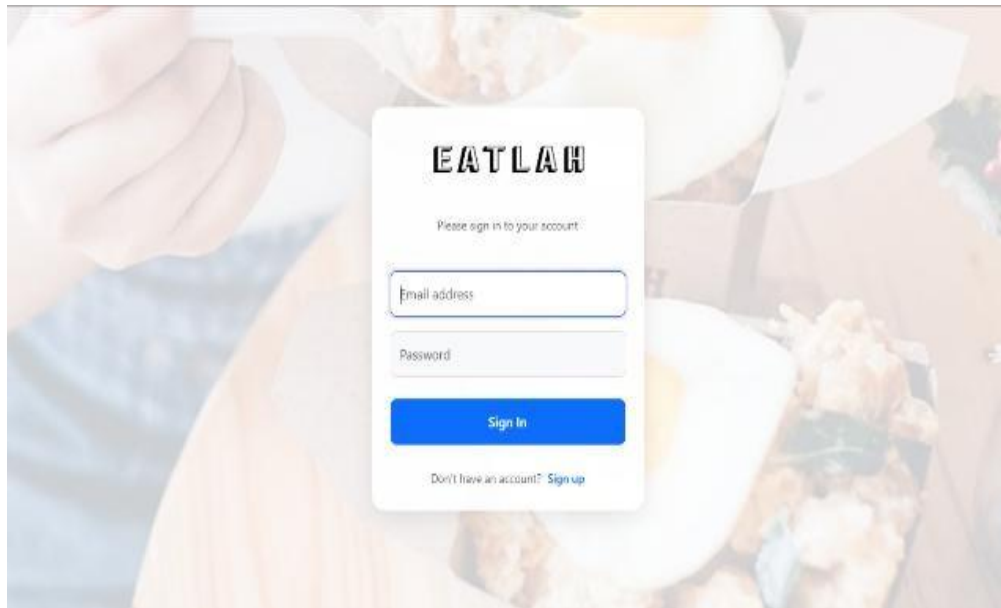 EATLAH
Please sign in to your account
Email address
Password
Sign In
Don't have an account? Sign up